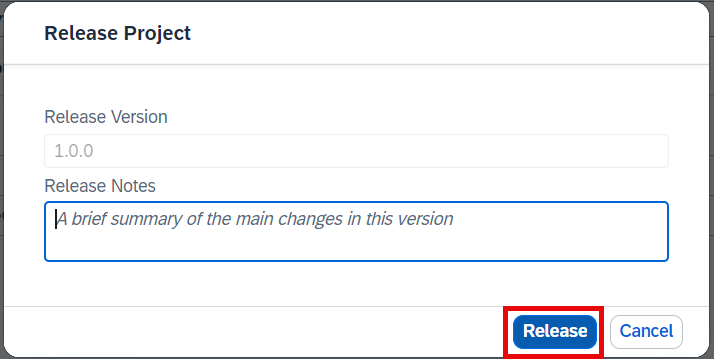 Release Project
Release Version
1.0.0
Release Notes
A brief summary of the main changes in this version
Release
Cancel